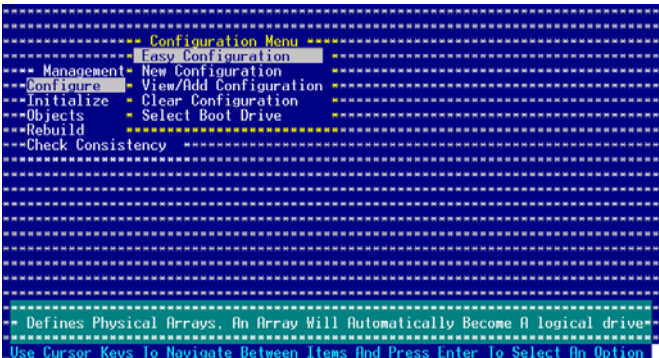 Configuration Menu
Easy Configuration
Management
New Configuration
Configure
View/Add Configuration
Initialize
Clear Configuration
Objects
Select Boot Drive
Rebuild
Check Consistency
Defines Physical Arrays, An Array Will Automatically Become A logical drive
Use Cursor Keys To Navigate Between Items And Press Enter To Select An Option